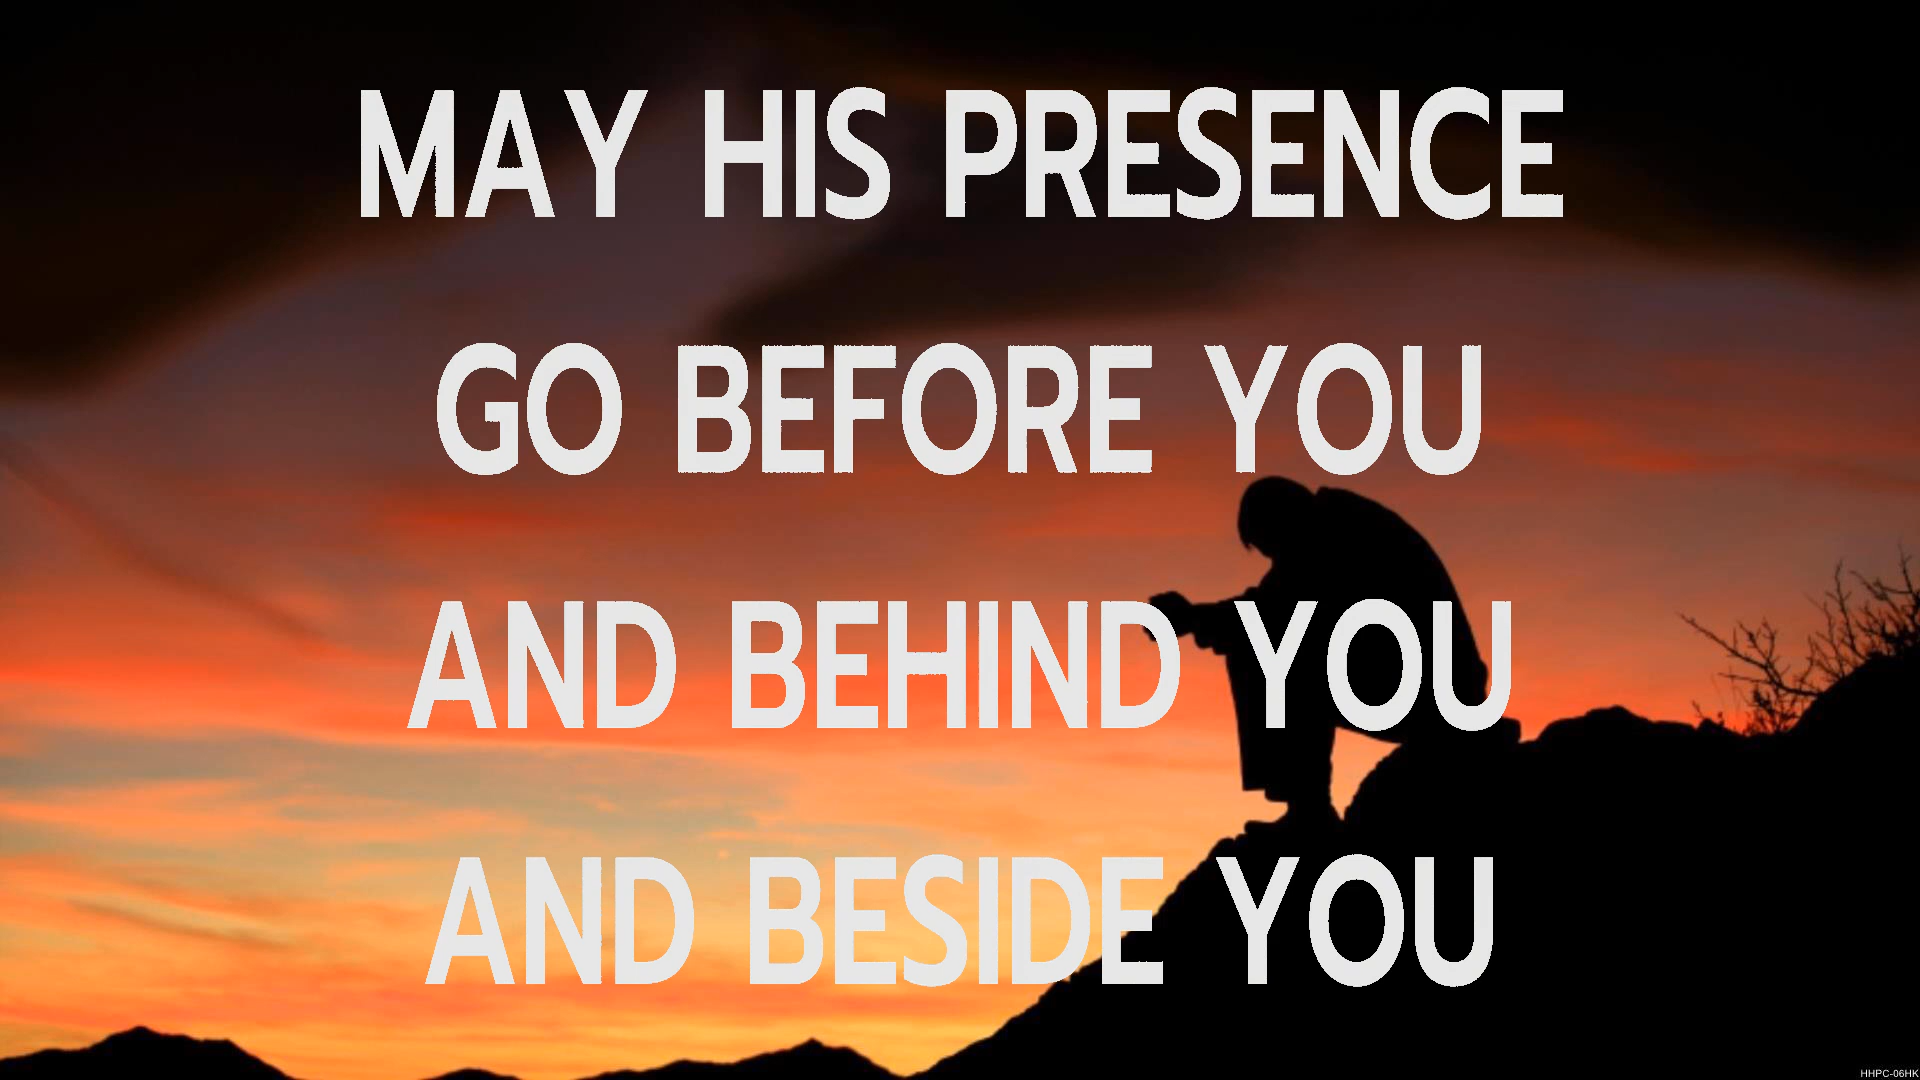 MAY HIS PRESENCE
GO BEFORE YOU
AND BEHIND YOU
AND BESIDE YOU
HHPC-06HK